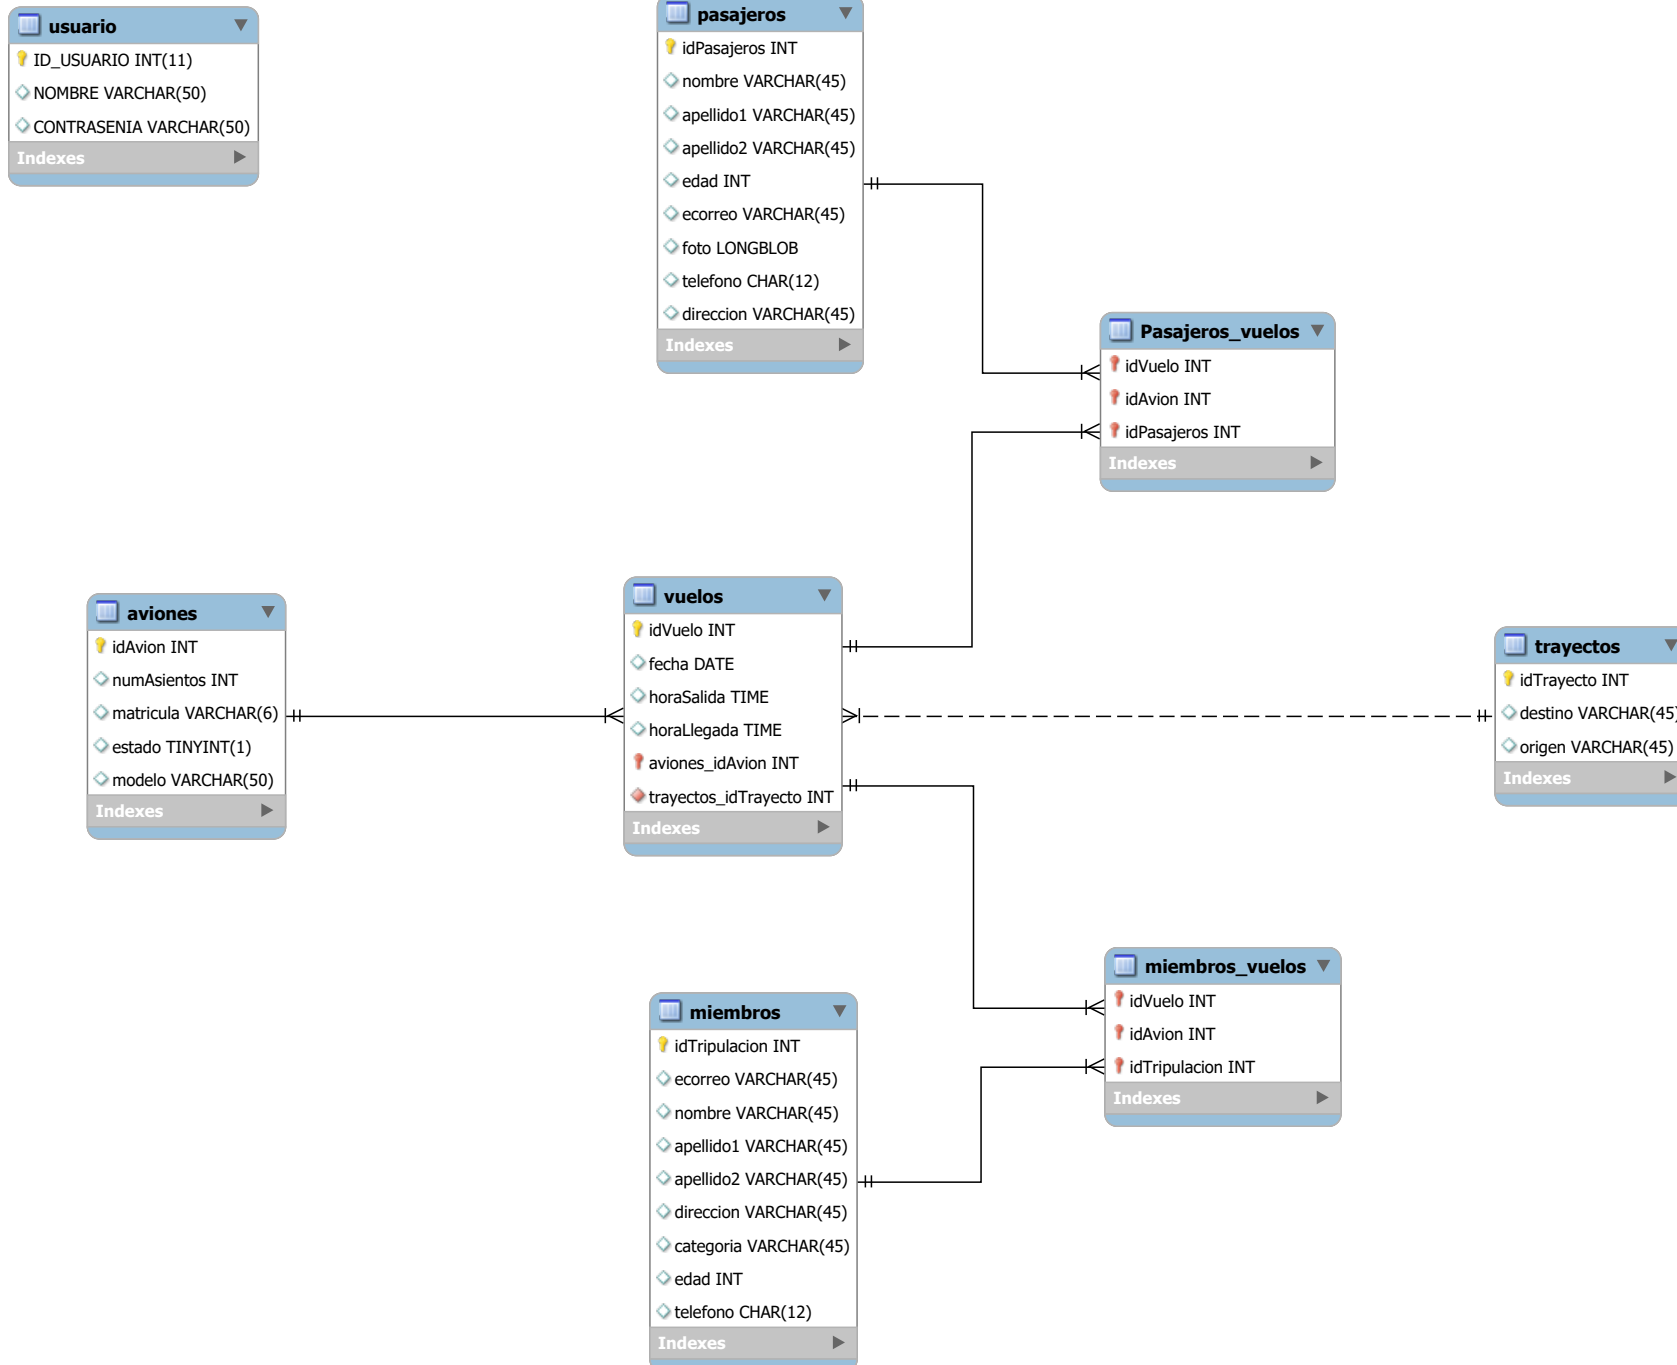 usuario
ID_USUARIO INT(11)
NOMBRE VARCHAR(50)
CONTRASENIA VARCHAR(50)
Indexes
pasajeros
idPasajeros INT
nombre VARCHAR(45)
apellido1 VARCHAR(45)
apellido2 VARCHAR(45)
edad INT
ecorreo VARCHAR(45)
foto LONGBLOB
telefono CHAR(12)
direccion VARCHAR(45)
Indexes
Pasajeros_vuelos
idVuelo INT
idAvion INT
idPasajeros INT
Indexes
aviones
idAvion INT
numAsientos INT
matricula VARCHAR(6)
estado TINYINT(1)
modelo VARCHAR(50)
Indexes
vuelos
idVuelo INT
fecha DATE
horaSalida TIME
horaLlegada TIME
aviones_idAvion INT
trayectos_idTrayecto INT
Indexes
trayectos
idTrayecto INT
destino VARCHAR(45)
origen VARCHAR(45)
Indexes
miembros_vuelos
idVuelo INT
idAvion INT
idTripulacion INT
Indexes
miembros
idTripulacion INT
ecorreo VARCHAR(45)
nombre VARCHAR(45)
apellido1 VARCHAR(45)
apellido2 VARCHAR(45)
direccion VARCHAR(45)
categoria VARCHAR(45)
edad INT
telefono CHAR(12)
Indexes